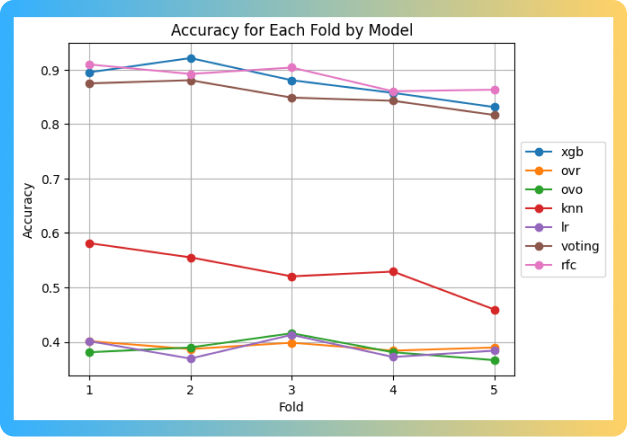 Accuracy for Each Fold by Model
0.9
0.8
0.7
0.6
0.5
0.4
Accuracy
1 2 3 4 5
Fold
xgb
ovr
ovo
knn
lr
voting
rfc